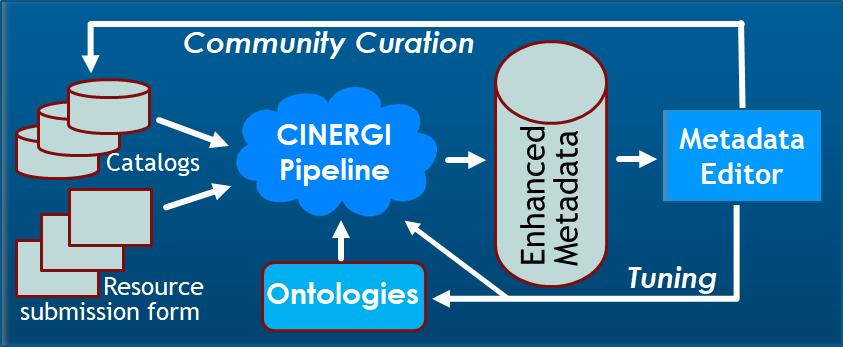 Community Curation
CINERGI
Pipeline
Catalogs
Enhanced
Metadata
Metadata
Editor
Resource
submission form
Ontologies
Tuning